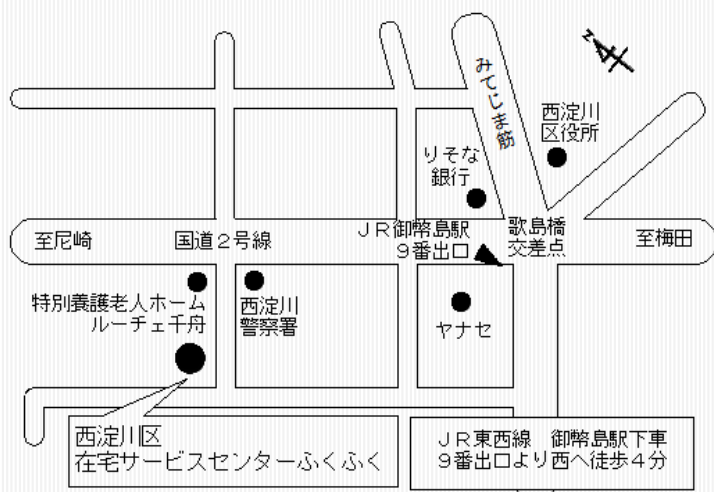 N
みてじま筋
西淀川
区役所
りそな
銀行
JR御幣島駅
9番出口
歌島橋
交差点
至尼崎
国道2号線
至梅田
特別養護老人ホーム
ルーチェ千舟
西淀川
警察署
ヤナセ
西淀川区
在宅サービスセンターふくふく
JR東西線 御幣島駅下車
9番出口より西へ徒歩4分